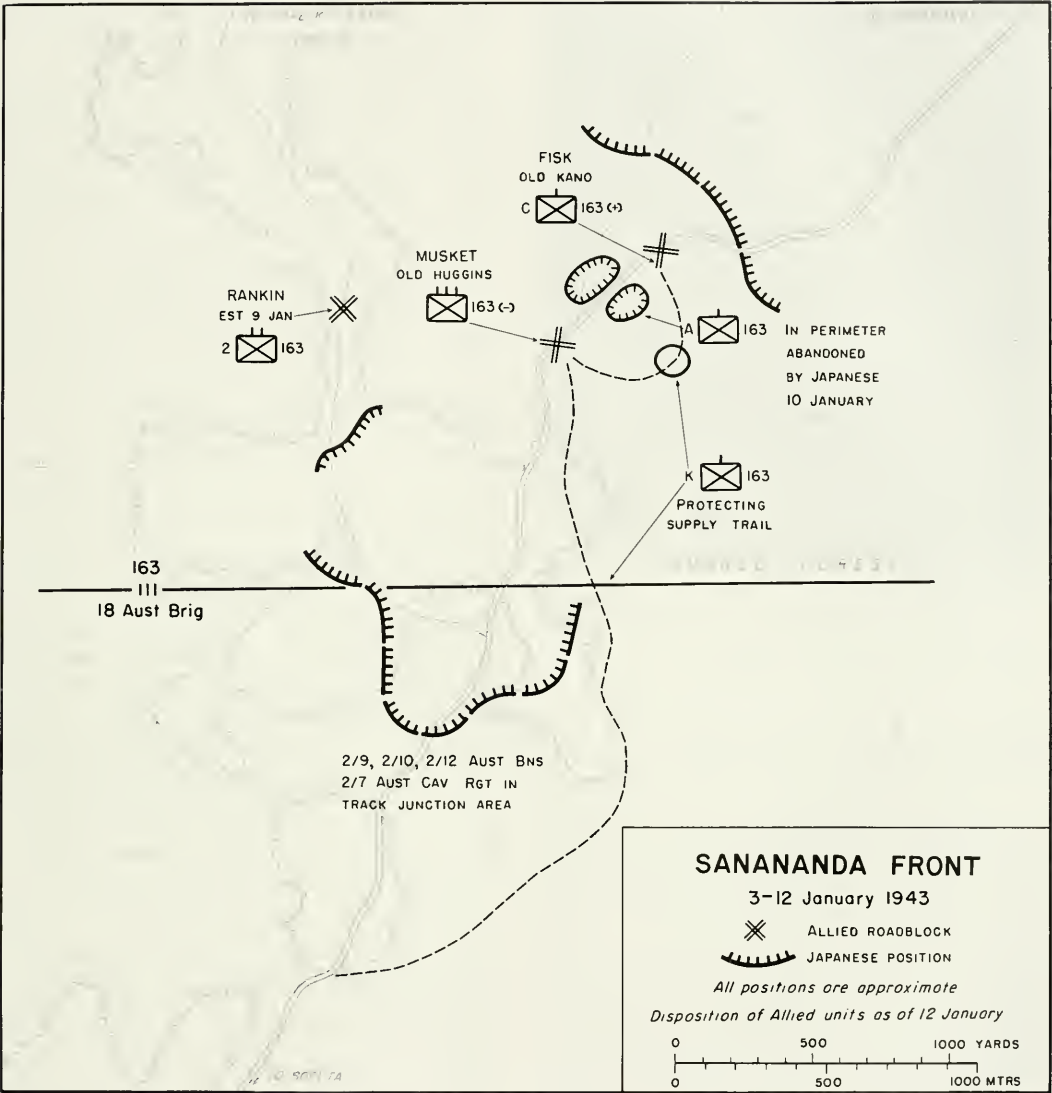 FISK
OLD KANO
C 163 (+)
MUSKET
OLD HUGGINS
163 (-)
RANKIN
EST 9 JAN
2 163
A 163
IN PERIMETER
ABANDONED
BY JAPANESE
10 JANUARY
K 163
PROTECTING
SUPPLY TRAIL
163
III
18 Aust Brig
2/9, 2/10, 2/12 AUST BNS
2/7 AUST CAV RGT IN
TRACK JUNCTION AREA
SANANANDA FRONT
3-12 January 1943
ALLIED ROADBLOCK
JAPANESE POSITION
All positions are approximate
Disposition of Allied units as of 12 January
0 500 1000 YARDS
0 500 1000 MTRS